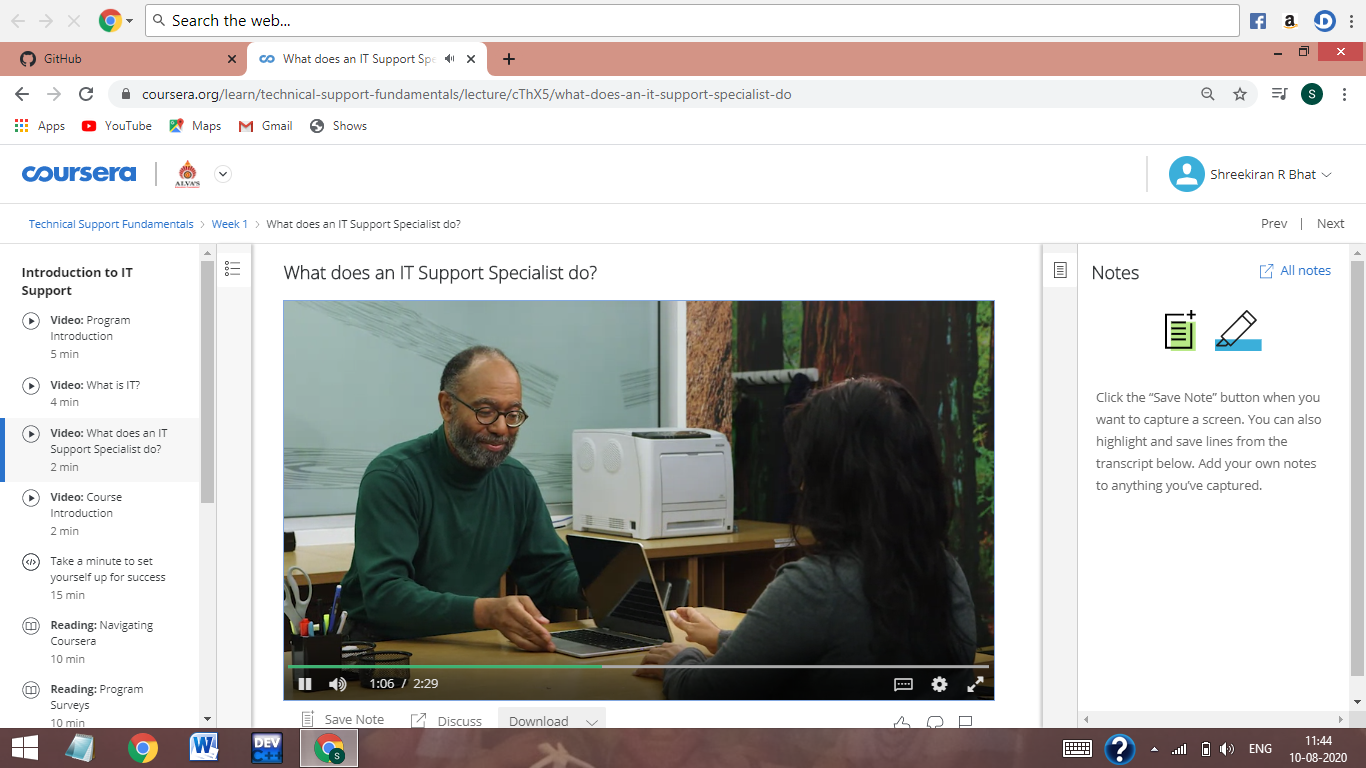 Search the web...
GitHub
What does an IT Support Spe
coursera.org/learn/technical-support-fundamentals/lecture/cThX5/what-does-an-it-support-specialist-do
S
Apps
YouTube
Maps
Gmail
Shows
coursera
ALVA'S
Shreekiran R Bhat
Technical Support Fundamentals > Week 1 > What does an IT Support Specialist do?
Prev | Next
Introduction to IT
Support
Video: Program
Introduction
5 min
Video: What is IT?
4 min
Video: What does an IT
Support Specialist do?
2 min
Video: Course
Introduction
2 min
Take a minute to set
yourself up for success
15 min
Reading: Navigating
Coursera
10 min
Reading: Program
Surveys
10 min
What does an IT Support Specialist do?
1:06 / 2:29
Save Note
Discuss
Download
Notes
All notes
Click the “Save Note” button when you
want to capture a screen. You can also
highlight and save lines from the
transcript below. Add your own notes
to anything you’ve captured.
W
DEV
C++
S
?
ENG
11:44
10-08-2020